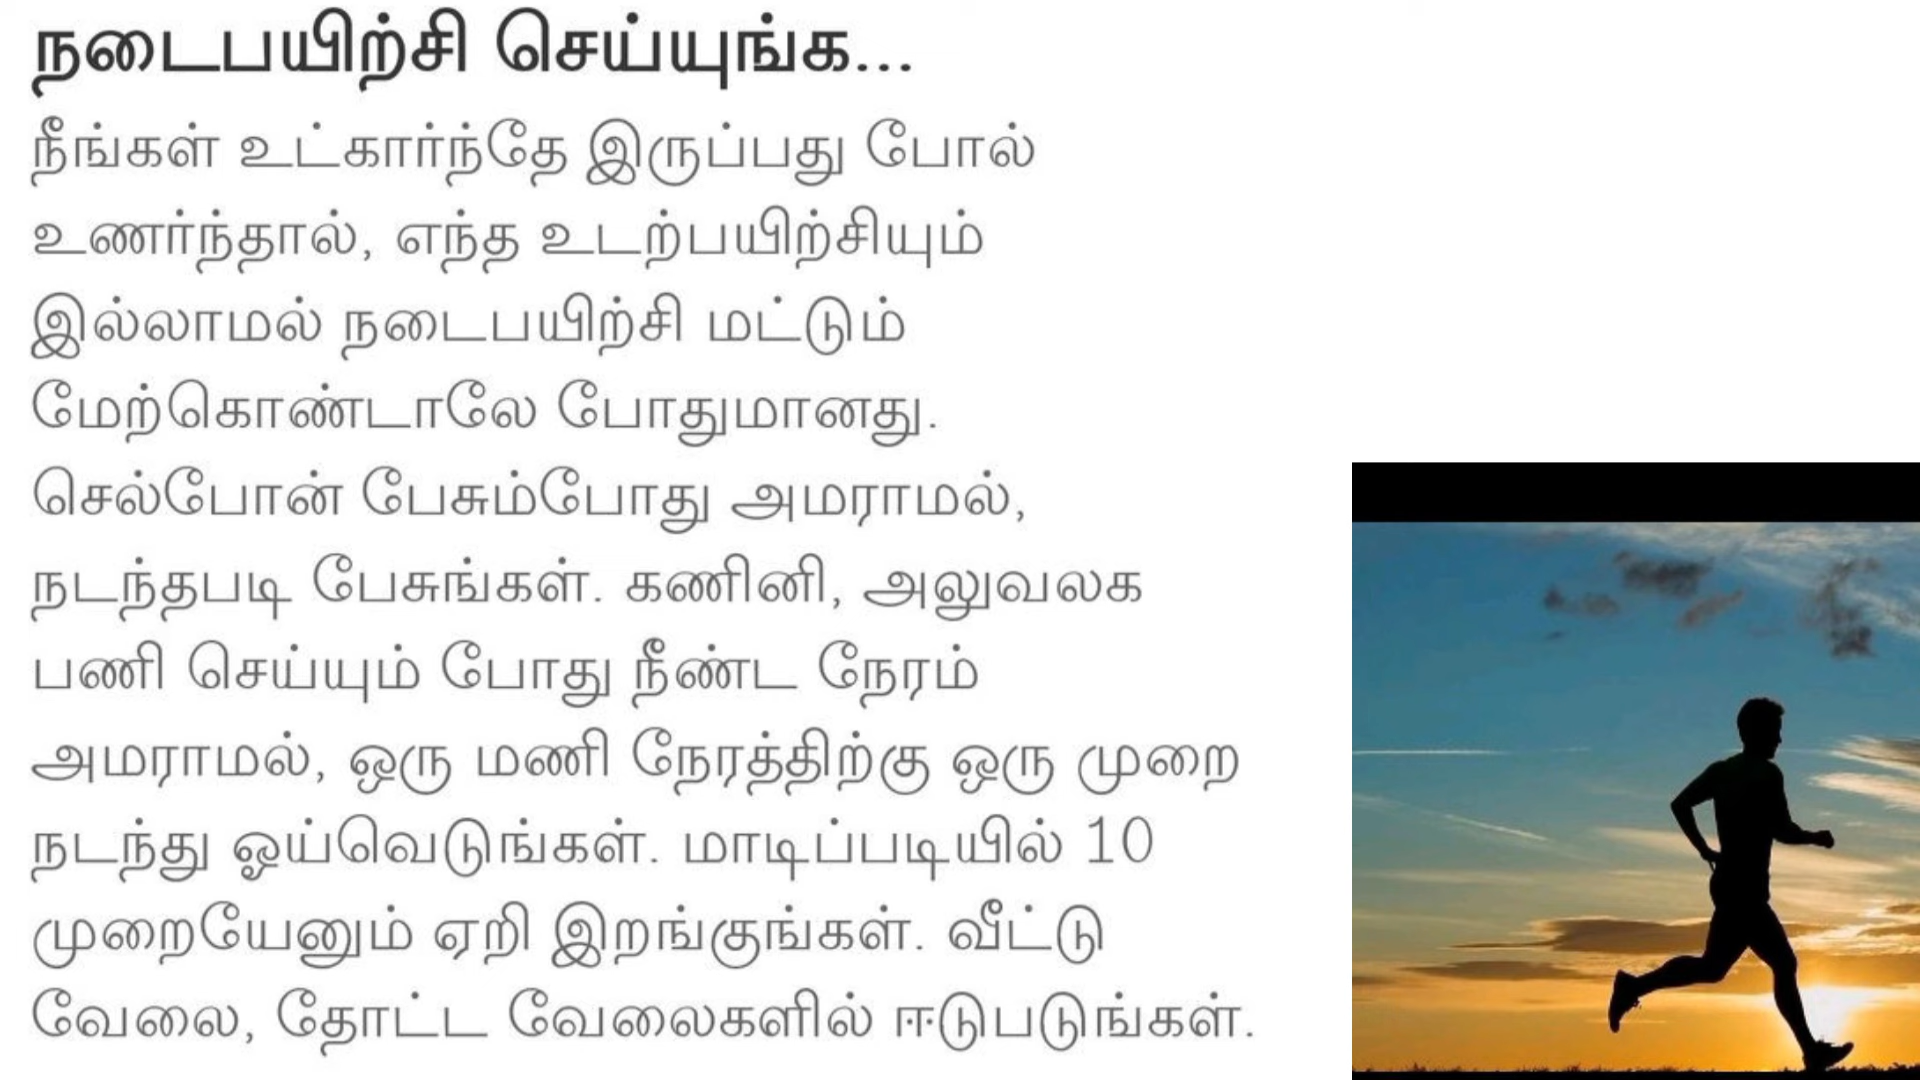 நடைபயிற்சி செய்யுங்க...
நீங்கள் உட்கார்ந்தே இருப்பது போல்
உணர்ந்தால், எந்த உடற்பயிற்சியும்
இல்லாமல் நடைபயிற்சி மட்டும்
மேற்கொண்டாலே போதுமானது.
செல்போன் பேசும்போது அமராமல்,
நடந்தபடி பேசுங்கள். கணினி, அலுவலக
பணி செய்யும் போது நீண்ட நேரம்
அமராமல், ஒரு மணி நேரத்திற்கு ஒரு முறை
நடந்து ஓய்வெடுங்கள். மாடிப்படியில் 10
முறையேனும் ஏறி இறங்குங்கள். வீட்டு
வேலை, தோட்ட வேலைகளில் ஈடுபடுங்கள்.